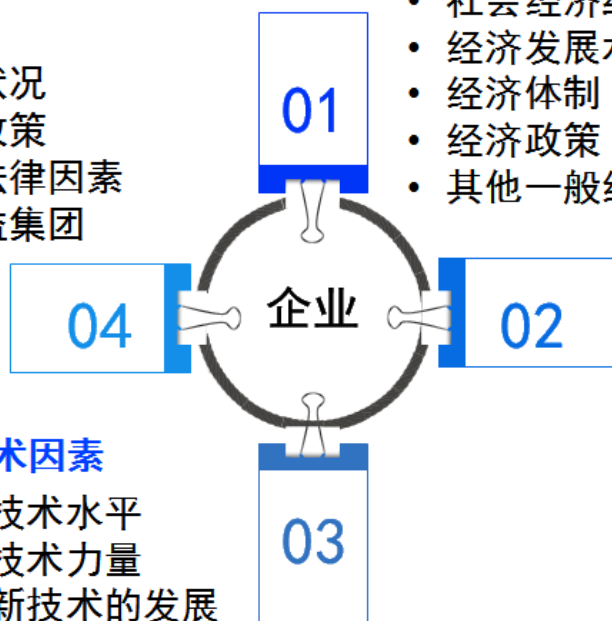 社会经济
经济发展
经济体制
经济政策
其他一般
状况
政策
法律因素
益集团
01
04
企业
02
术因素
技术水平
技术力量
新技术的发展
03